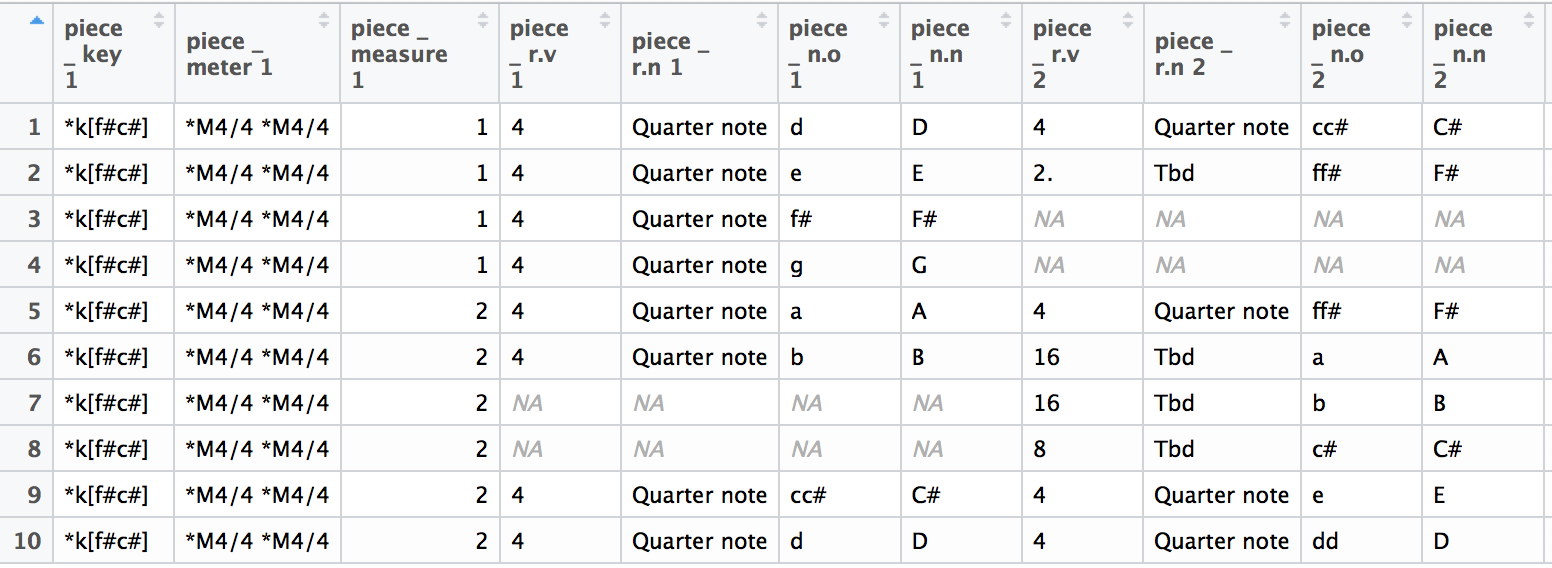 piece _ key 1 piece _ meter 1 piece _ measure 1 piece _ r.v 1 piece _ r.n 1 piece _ n.o 1 piece _ n.n 1 piece _ r.v 2 piece _ r.n 2 piece _ n.o 2 piece _ n.n 2
1 *k[f#c#] *M4/4 *M4/4 1 4 Quarter note d D 4 Quarter note cc# C#
2 *k[f#c#] *M4/4 *M4/4 1 4 Quarter note e E 2. Tbd ff# F#
3 *k[f#c#] *M4/4 *M4/4 1 4 Quarter note f# F# NA NA NA NA
4 *k[f#c#] *M4/4 *M4/4 1 4 Quarter note g G NA NA NA NA
5 *k[f#c#] *M4/4 *M4/4 2 4 Quarter note a A 4 Quarter note ff# F#
6 *k[f#c#] *M4/4 *M4/4 2 4 Quarter note b B 16 Tbd a A
7 *k[f#c#] *M4/4 *M4/4 2 NA NA NA NA 16 Tbd b B
8 *k[f#c#] *M4/4 *M4/4 2 NA NA NA NA 8 Tbd c# C#
9 *k[f#c#] *M4/4 *M4/4 2 4 Quarter note cc# C# 4 Quarter note e E
10 *k[f#c#] *M4/4 *M4/4 2 4 Quarter note d D 4 Quarter note dd D